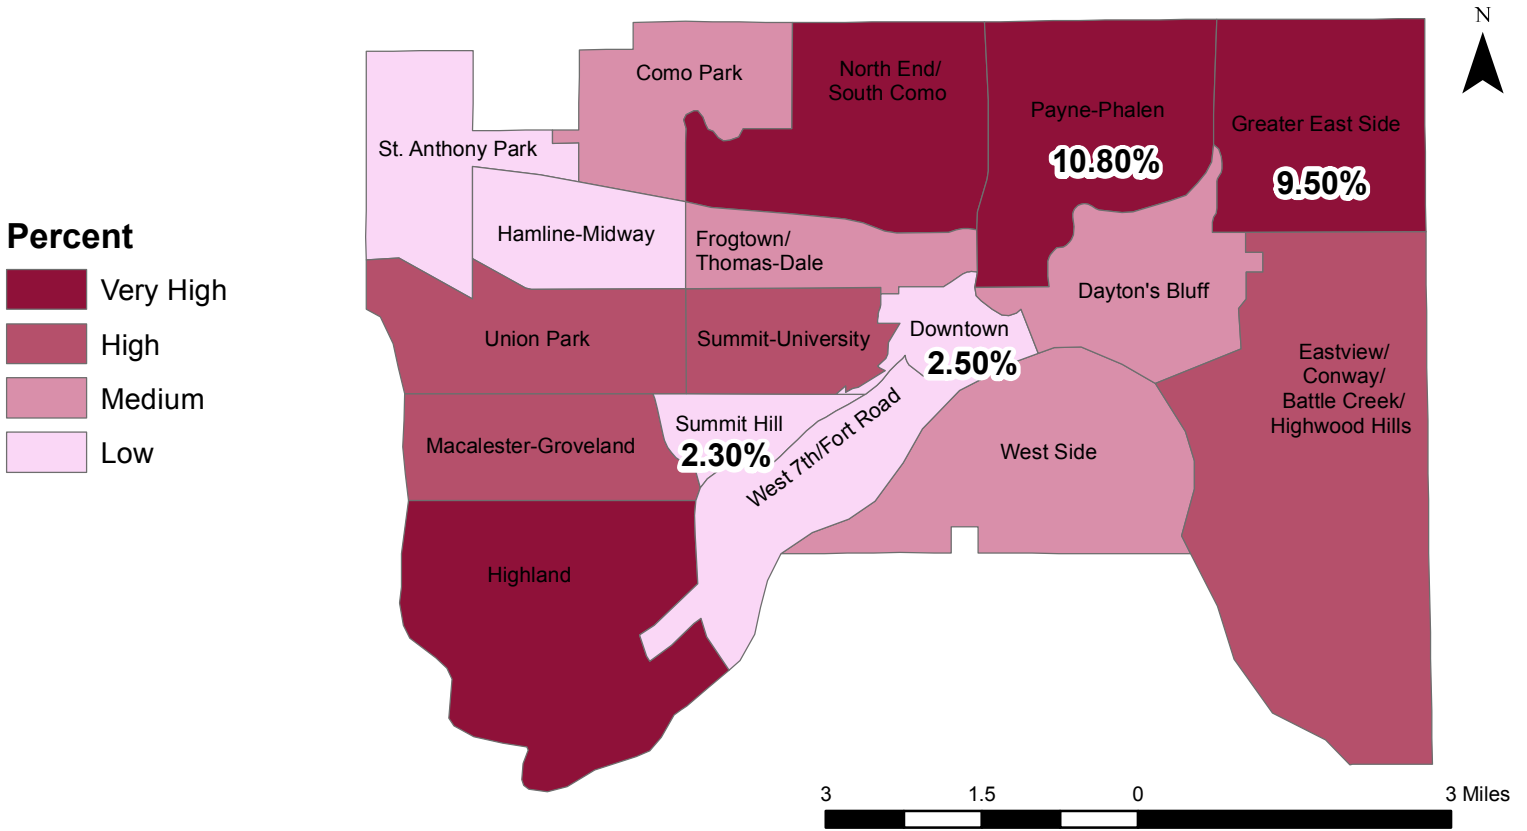 N
Como Park
North End/
South Como
Payne-Phalen
10.80%
Greater East Side
9.50%
St. Anthony Park
Hamline-Midway
Frogtown/
Thomas-Dale
Dayton's Bluff
Percent
Very High
High
Medium
Low
Union Park
Summit-University
Downtown
2.50%
Eastview/
Conway/
Battle Creek/
Highwood Hills
Macalester-Groveland
Summit Hill
2.30%
West 7th/Fort Road
West Side
Highland
3 1.5 0 3 Miles